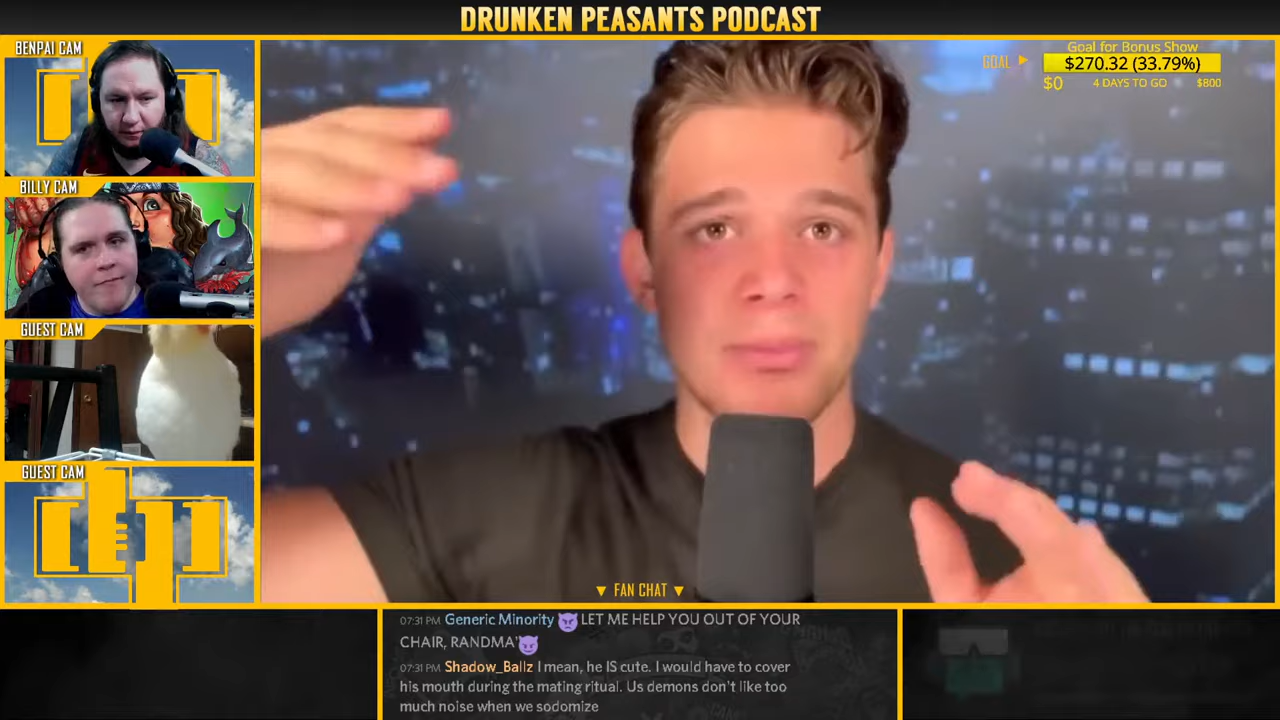 DRUNKEN PEASANTS PODCAST
BENPAI CAM
BILLY CAM
GUEST CAM
GUEST CAM
GOAL ▶
Goal for Bonus Show
$270.32 (33.79%)
$0 4 DAYS TO GO $800
▼ FAN CHAT ▼
07:31 PM Generic Minority 😈 LET ME HELP YOU OUT OF YOUR
CHAIR, RANDMA"😈
07:31 PM Shadow_Ballz I mean, he IS cute. I would have to cover
his mouth during the mating ritual. Us demons don't like too
much noise when we sodomize